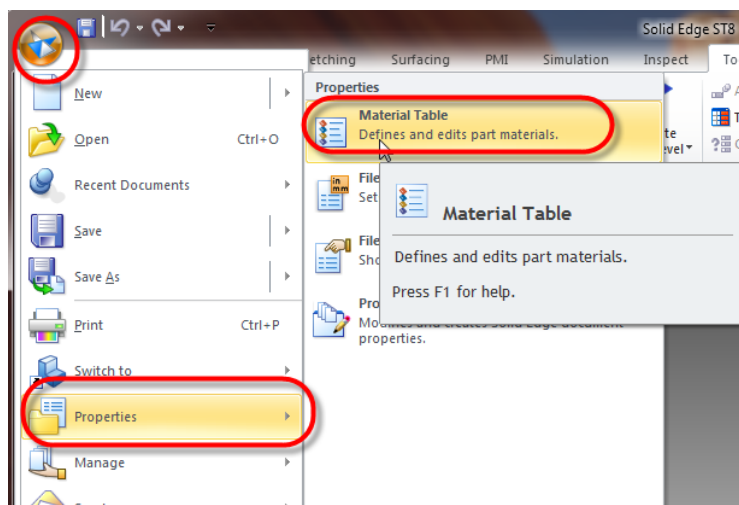 Solid Edge ST8
etching Surfacing PMI Simulation Inspect To
New
Open Ctrl+O
Recent Documents
Save
Save As
Print Ctrl+P
Switch to
Properties
Manage
Properties
Material Table
Defines and edits part materials.
in
mm
File
Set
File
Sho
Pro
Modifies and creates Solid Edge document
properties.
Material Table
Defines and edits part materials.
Press F1 for help.
te
evel